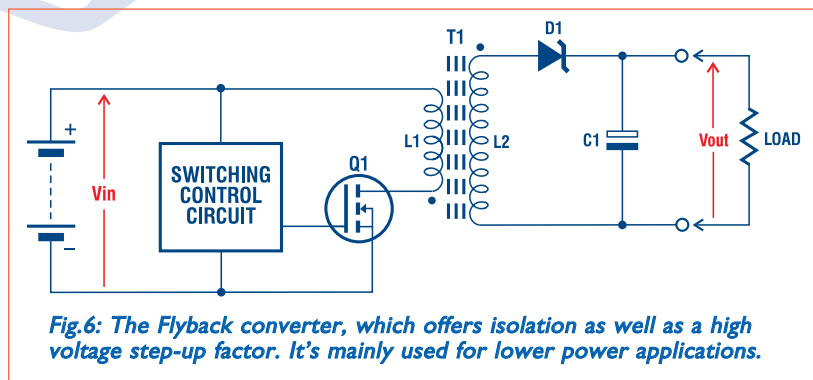 D1
T1
+
L1
L2
C1
Vout
LOAD
Q1
Vin
SWITCHING
CONTROL
CIRCUIT
–
Fig.6: The Flyback converter, which offers isolation as well as a high
voltage step-up factor. It's mainly used for lower power applications.